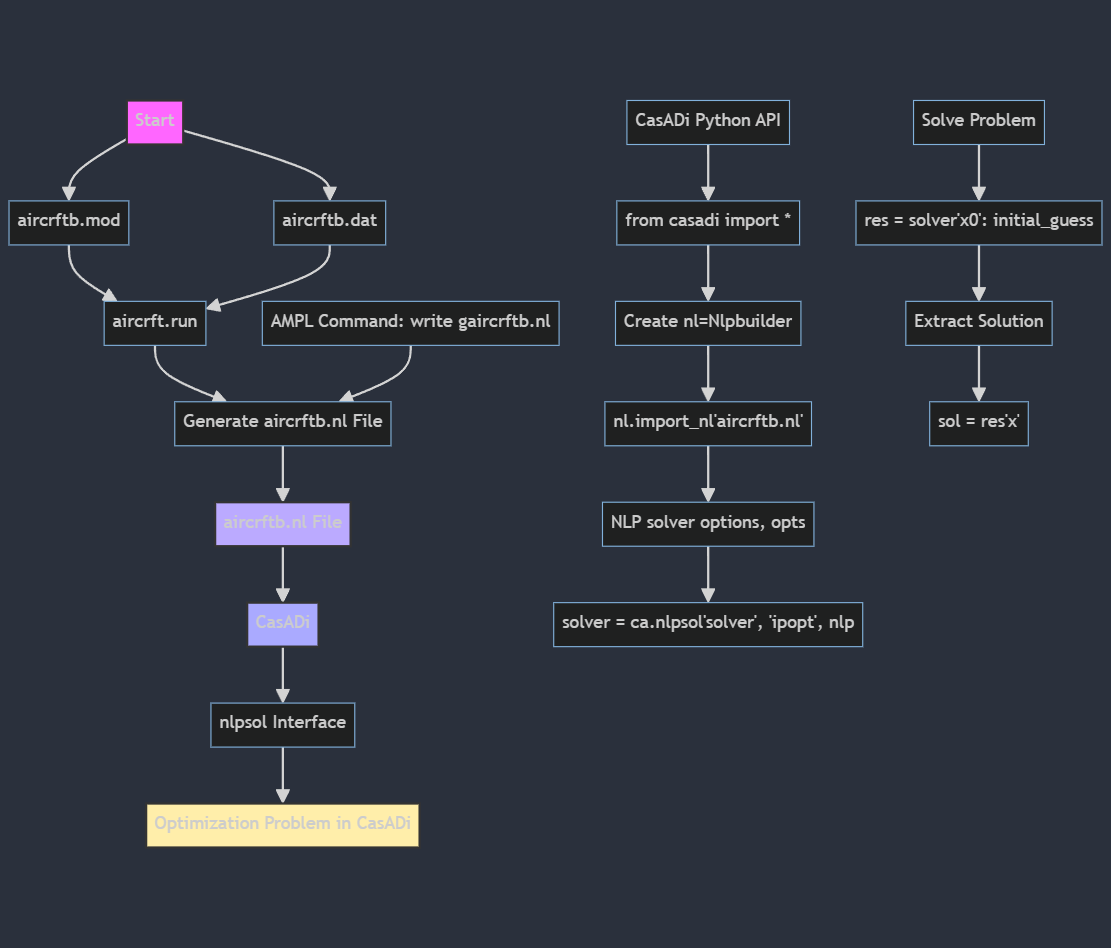 Start
aircrftb.mod
aircrftb.dat
aircrft.run
AMPL Command: write gaircrftb.nl
Generate aircrftb.nl File
aircrftb.nl File
CasADi
nlpsol Interface
Optimization Problem in CasADi
CasADi Python API
from casadi import *
Create nl=Nlpbuilder
nl.import_nl'aircrftb.nl'
NLP solver options, opts
solver = ca.nlpsol'solver', 'ipopt', nlp
Solve Problem
res = solver'x0': initial_guess
Extract Solution
sol = res'x'